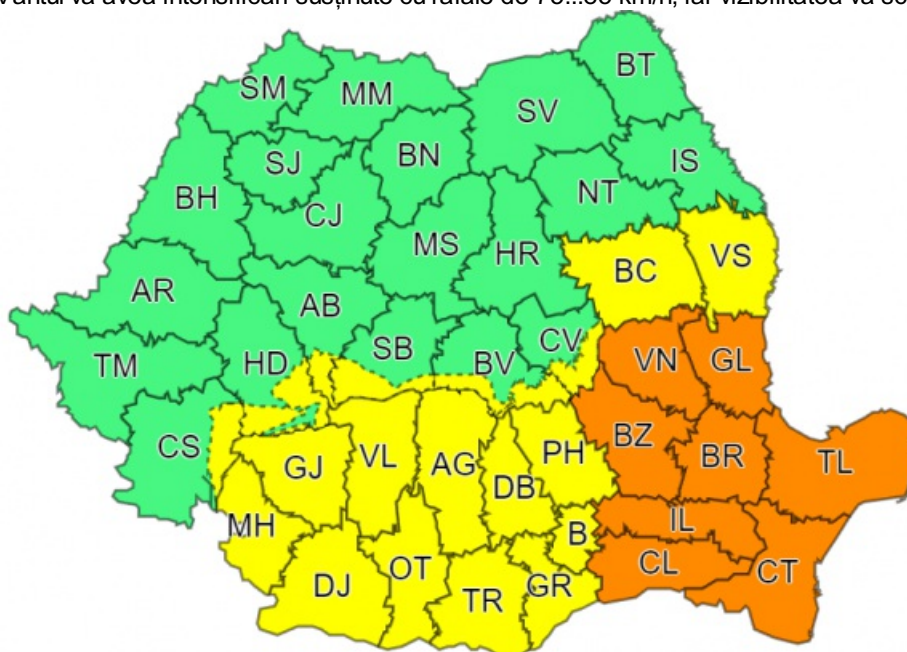 vântul va avea intensificări susținute cu rafale de 70...80 km/h, iar vizibilitatea va
BT
SM
MM
SV
SJ
BN
IS
BH
NT
CJ
MS
HR
VS
BC
AR
AB
SB
CV
TM
HD
BV
VN
GL
CS
BZ
VL
AG
PH
BR
TL
GJ
DB
IL
MH
B
CL
CT
OT
DJ
TR
GR